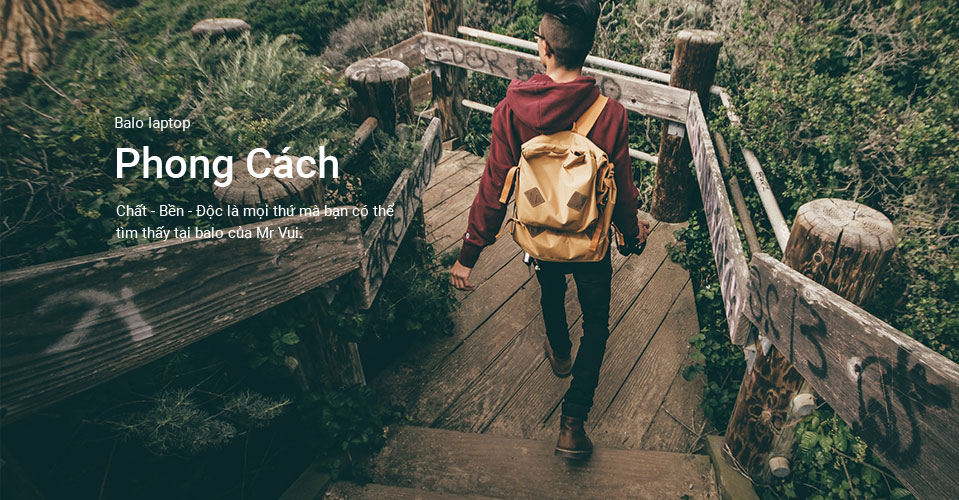 Balo laptop
Phong Cách
Chất - Bền - Độc là mọi thứ mà bạn có thể
tìm thấy tại balo của Mr Vui.